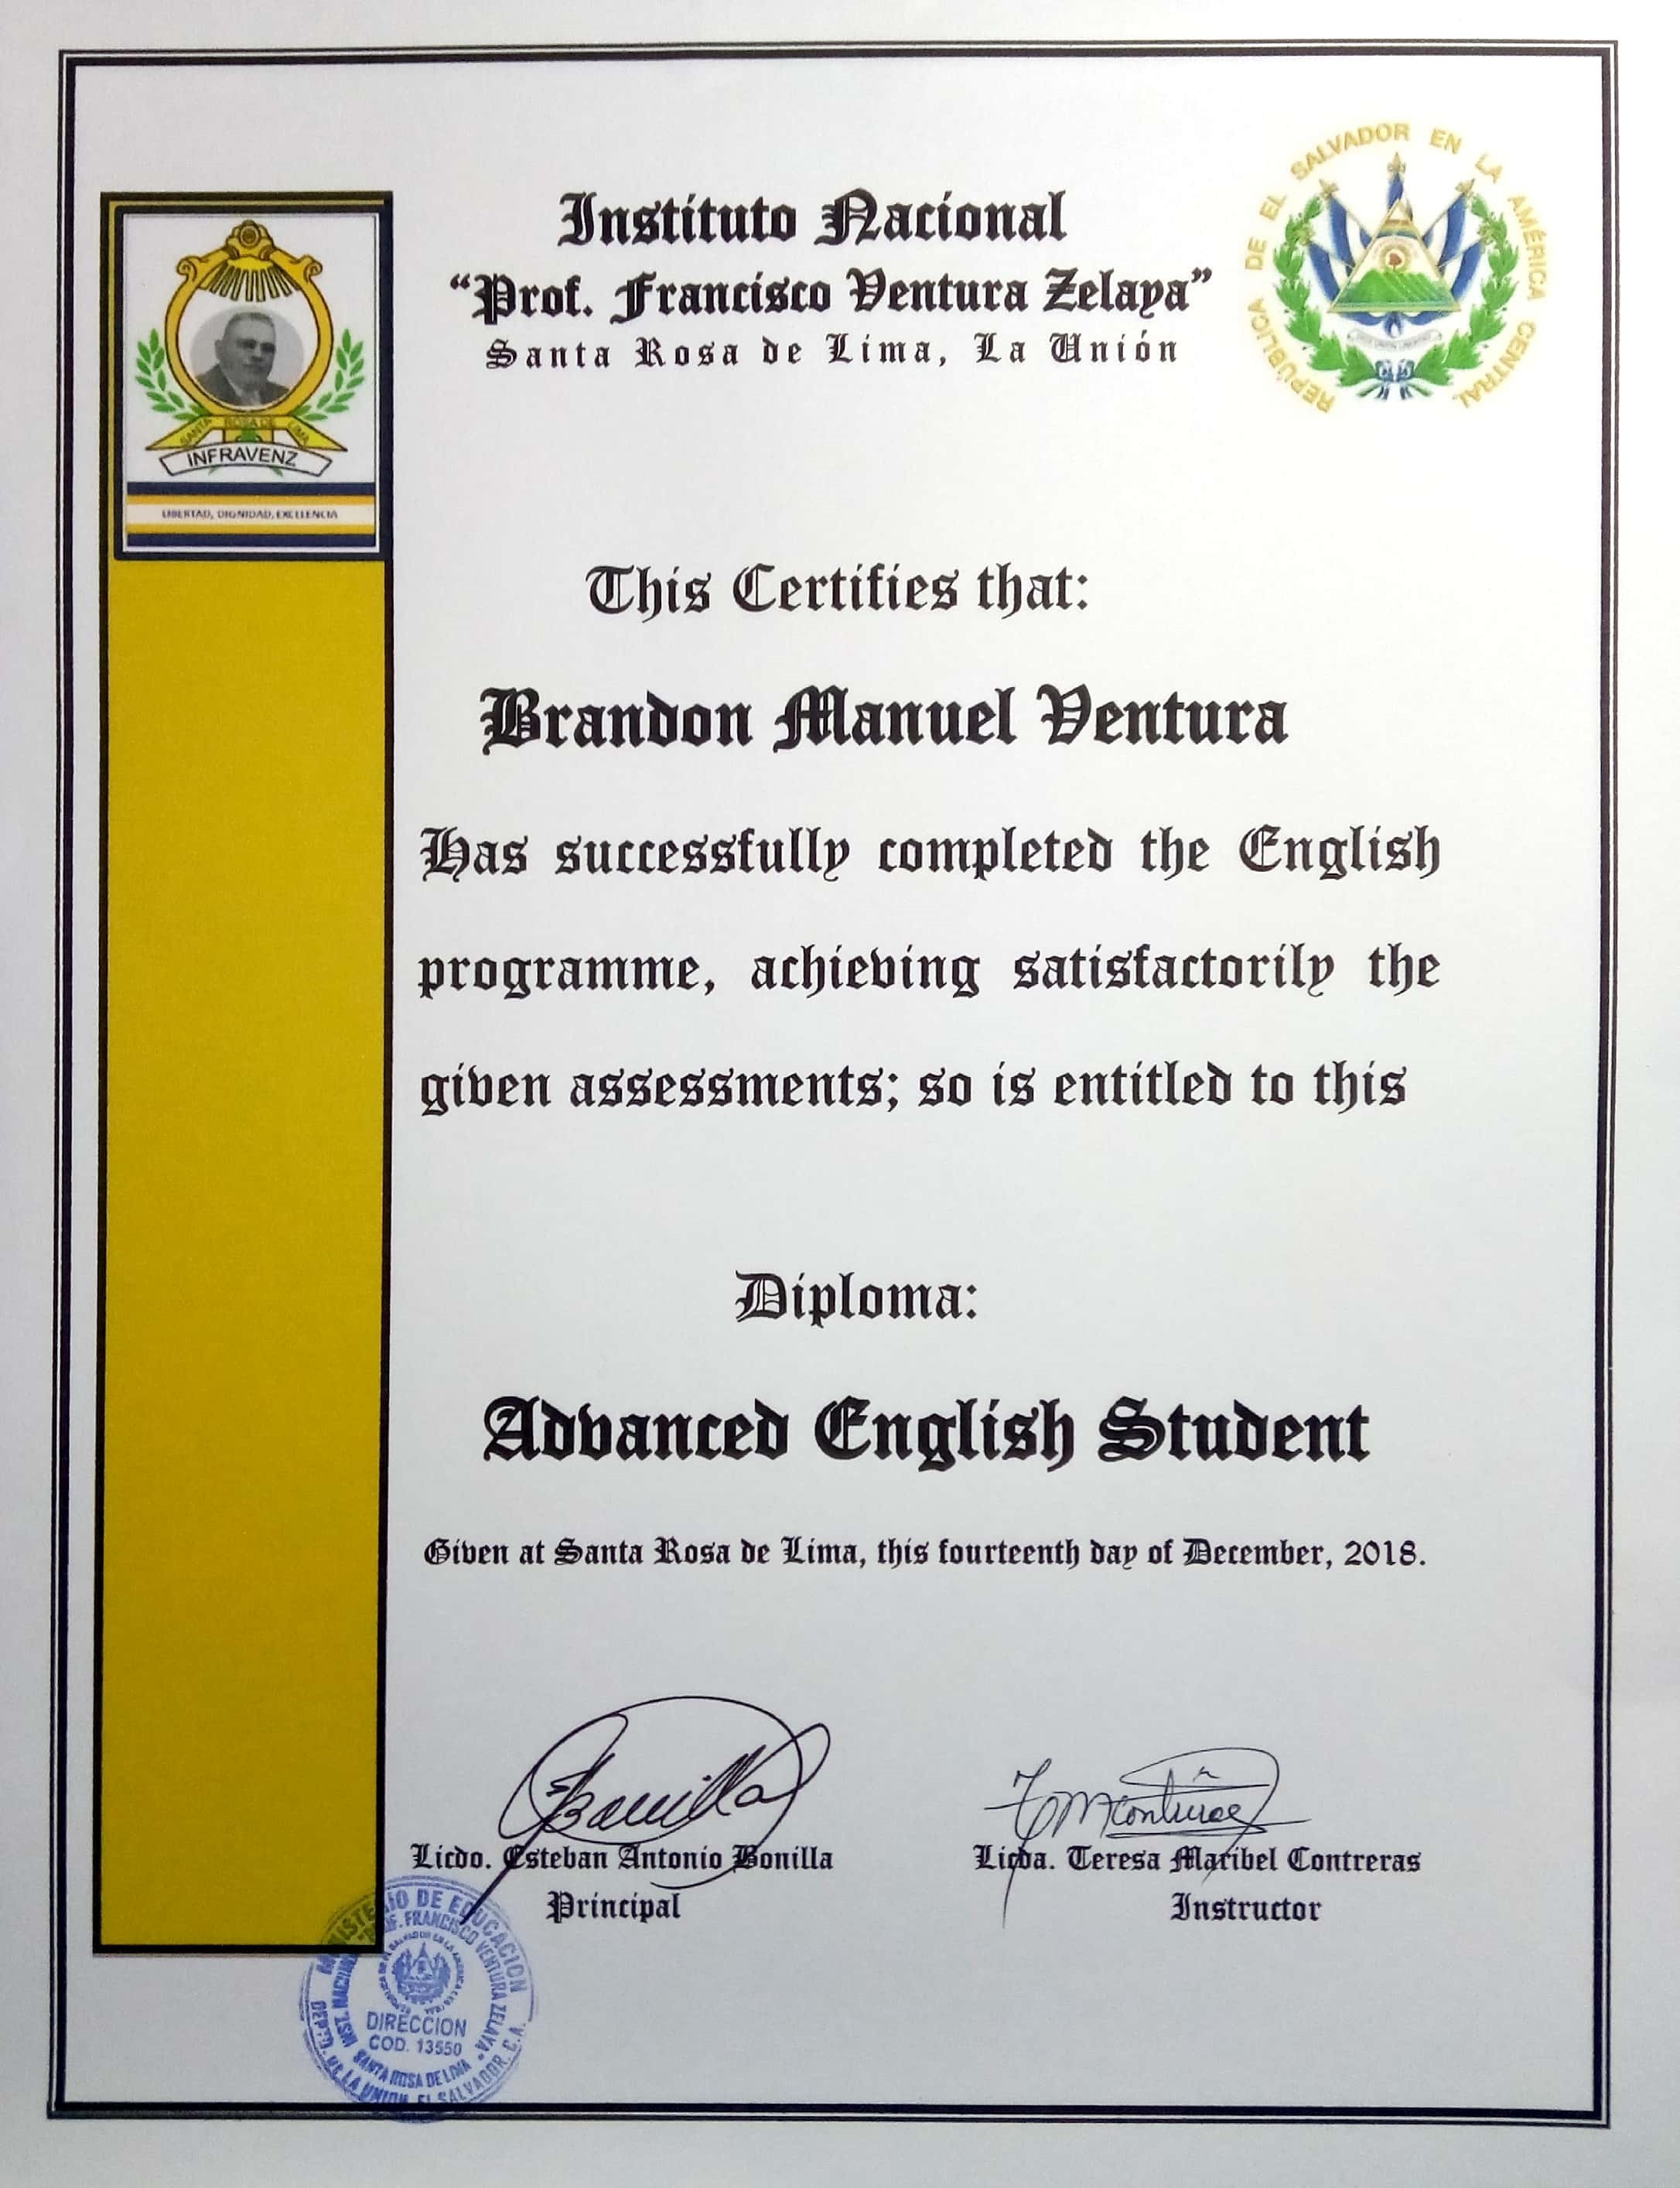 Instituto Nacional
"Prof. Francisco Ventura Zelaya"
Santa Rosa de Lima, La Unión
REPÚBLICA DE EL SALVADOR EN LA AMÉRICA CENTRAL
SANTA ROSA DE LIMA
INFRAVENZ
LIBERTAD, DIGNIDAD, EXCELENCIA
This Certifies that:
Brandon Manuel Ventura
Has successfully completed the English
programme, achieving satisfactorily the
given assessments; so is entitled to this
Diploma:
Advanced English Student
Given at Santa Rosa de Lima, this fourteenth day of December, 2018.
Licdo. Esteban Antonio Bonilla
Principal
Licda. Teresa Maribel Contreras
Instructor
MINISTERIO DE EDUCACION
INST. NACIONAL "PROF. FRANCISCO VENTURA ZELAYA"
DIRECCION
COD. 13550
SANTA ROSA DE LIMA
DEPTO. DE LA UNION, EL SALVADOR, C.A.